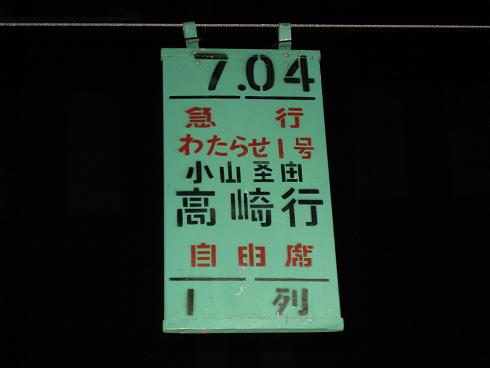 7.04
急行
わたらせ1号
小山圣由
高崎行
自由席
1列